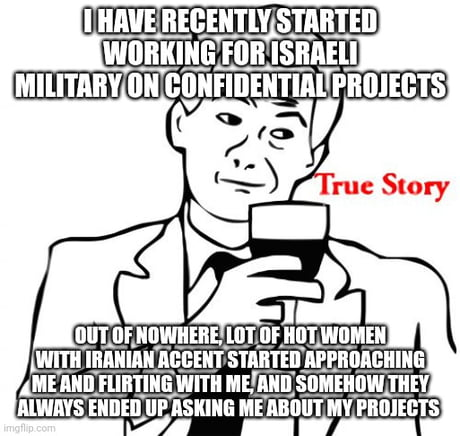 I HAVE RECENTLY STARTED
WORKING FOR ISRAELI
MILITARY ON CONFIDENTIAL PROJECTS
True Story
OUT OF NOWHERE, LOT OF HOT WOMEN
WITH IRANIAN ACCENT STARTED APPROACHING
ME AND FLIRTING WITH ME, AND SOMEHOW THEY
ALWAYS ENDED UP ASKING ME ABOUT MY PROJECTS
imgflip.com